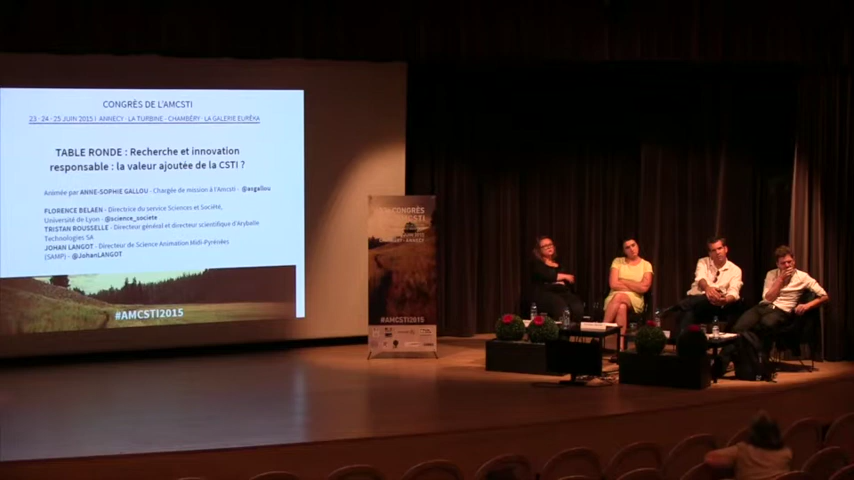 CONGRÈS DE L'AMCSTI
23 · 24 · 25 JUIN 2015 I ANNECY · LA TURBINE - CHAMBÉRY · LA GALERIE EURÊKA
TABLE RONDE : Recherche et innovation
responsable : la valeur ajoutée de la CSTI ?
Animée par ANNE-SOPHIE GALLOU - Chargée de mission à l'Amcsti - @asgallou
FLORENCE BELAEN - Directrice du service Sciences et Société,
Université de Lyon - @science_societe
TRISTAN ROUSSELLE - Directeur général et directeur scientifique d'Aryballe
Technologies SA
JOHAN LANGOT - Directeur de Science Animation Midi-Pyrénées
(SAMP) - @JohanLANGOT
#AMCSTI2015
CONGRÈS
#AMCSTI2015